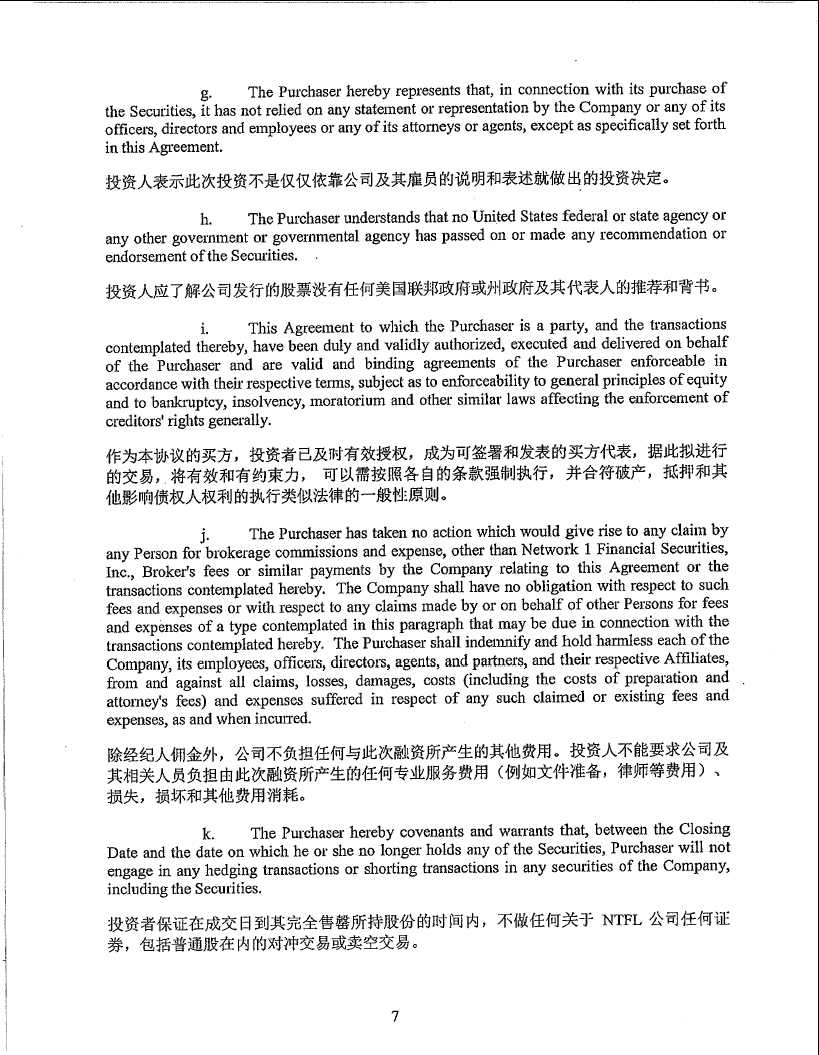 g. The Purchaser hereby represents that, in connection with its purchase of
the Securities, it has not relied on any statement or representation by the Company or any of its
officers, directors and employees or any of its attorneys or agents, except as specifically set forth
in this Agreement.
投资人表示此次投资不是仅仅依靠公司及其雇员的说明和表述就做出的投资决定。
h. The Purchaser understands that no United States federal or state agency or
any other government or governmental agency has passed on or made any recommendation or
endorsement of the Securities.
投资人应了解公司发行的股票没有任何美国联邦政府或州政府及其代表人的推荐和背书。
i. This Agreement to which the Purchaser is a party, and the transactions
contemplated thereby, have been duly and validly authorized, executed and delivered on behalf
of the Purchaser and are valid and binding agreements of the Purchaser enforceable in
accordance with their respective terms, subject as to enforceability to general principles of equity
and to bankruptcy, insolvency, moratorium and other similar laws affecting the enforcement of
creditors' rights generally.
作为本协议的买方，投资者已及时有效授权，成为可签署和发表的买方代表，据此拟进行
的交易，将有效和有约束力， 可以需按照各自的条款强制执行，并合符破产，抵押和其
他影响债权人权利的执行类似法律的一般性原则。
j. The Purchaser has taken no action which would give rise to any claim by
any Person for brokerage commissions and expense, other than Network 1 Financial Securities,
Inc., Broker's fees or similar payments by the Company relating to this Agreement or the
transactions contemplated hereby. The Company shall have no obligation with respect to such
fees and expenses or with respect to any claims made by or on behalf of other Persons for fees
and expenses of a type contemplated in this paragraph that may be due in connection with the
transactions contemplated hereby. The Purchaser shall indemnify and hold harmless each of the
Company, its employees, officers, directors, agents, and partners, and their respective Affiliates,
from and against all claims, losses, damages, costs (including the costs of preparation and
attorney's fees) and expenses suffered in respect of any such claimed or existing fees and
expenses, as and when incurred.
除经纪人佣金外，公司不负担任何与此次融资所产生的其他费用。投资人不能要求公司及
其相关人员负担由此次融资所产生的任何专业服务费用（例如文件准备，律师等费用）、
损失，损坏和其他费用消耗。
k. The Purchaser hereby covenants and warrants that, between the Closing
Date and the date on which he or she no longer holds any of the Securities, Purchaser will not
engage in any hedging transactions or shorting transactions in any securities of the Company,
including the Securities.
投资者保证在成交日到其完全售罄所持股份的时间内，不做任何关于 NTFL 公司任何证
券，包括普通股在内的对冲交易或卖空交易。
7